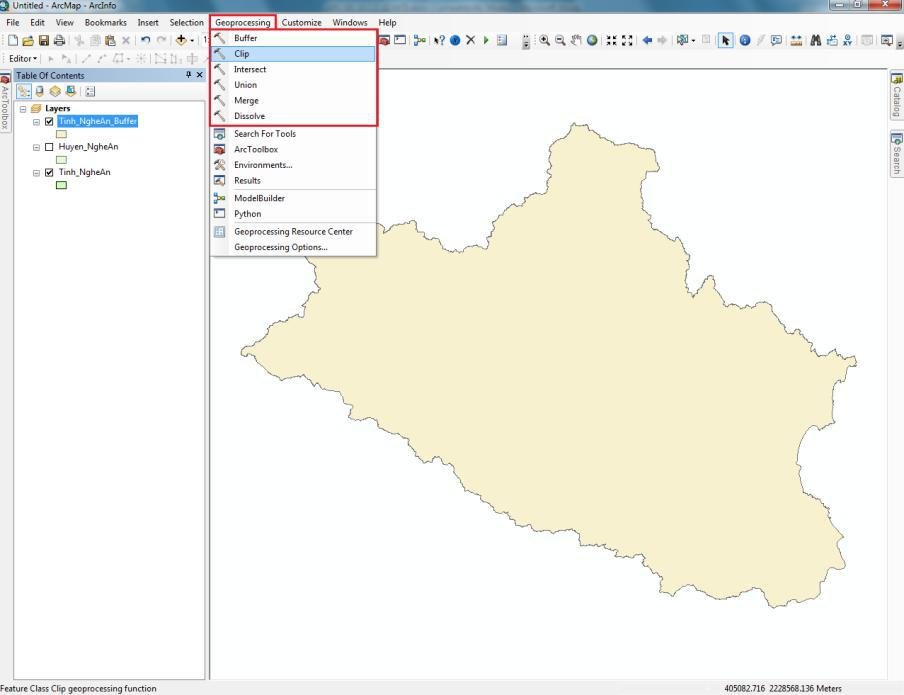 Untitled - ArcMap - ArcInfo
File Edit View Bookmarks Insert Selection Geoprocessing Customize Windows Help
Editor
Table Of Contents
Layers
Tinh_NgheAn_Buffer
Huyen_NgheAn
Tinh_NgheAn
Buffer
Clip
Intersect
Union
Merge
Dissolve
Search For Tools
ArcToolbox
Environments...
Results
ModelBuilder
Python
Geoprocessing Resource Center
Geoprocessing Options...
ArcToolbox
Catalog
Search
Feature Class Clip geoprocessing function
405082.716 2228568.136 Meters